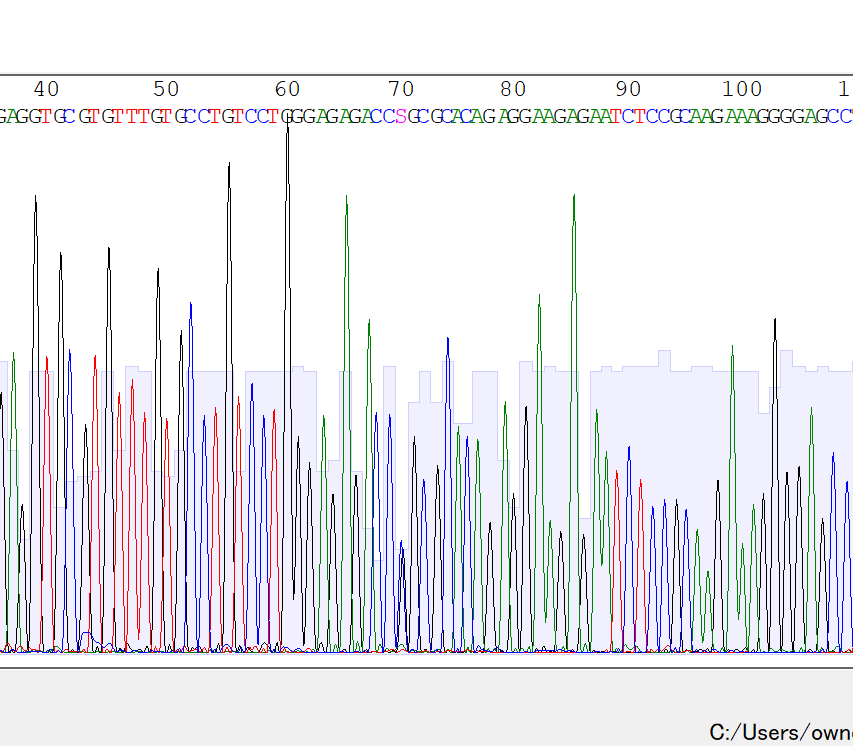 40 50 60 70 80 90 100 1
GAGGTGCGTGTTTGTGCCTGTCCTGGGAGAGACCSGCGCACAGAGGAAGAGAATCTCCGCAAGAAAGGGGAGCC
C:/Users/owne